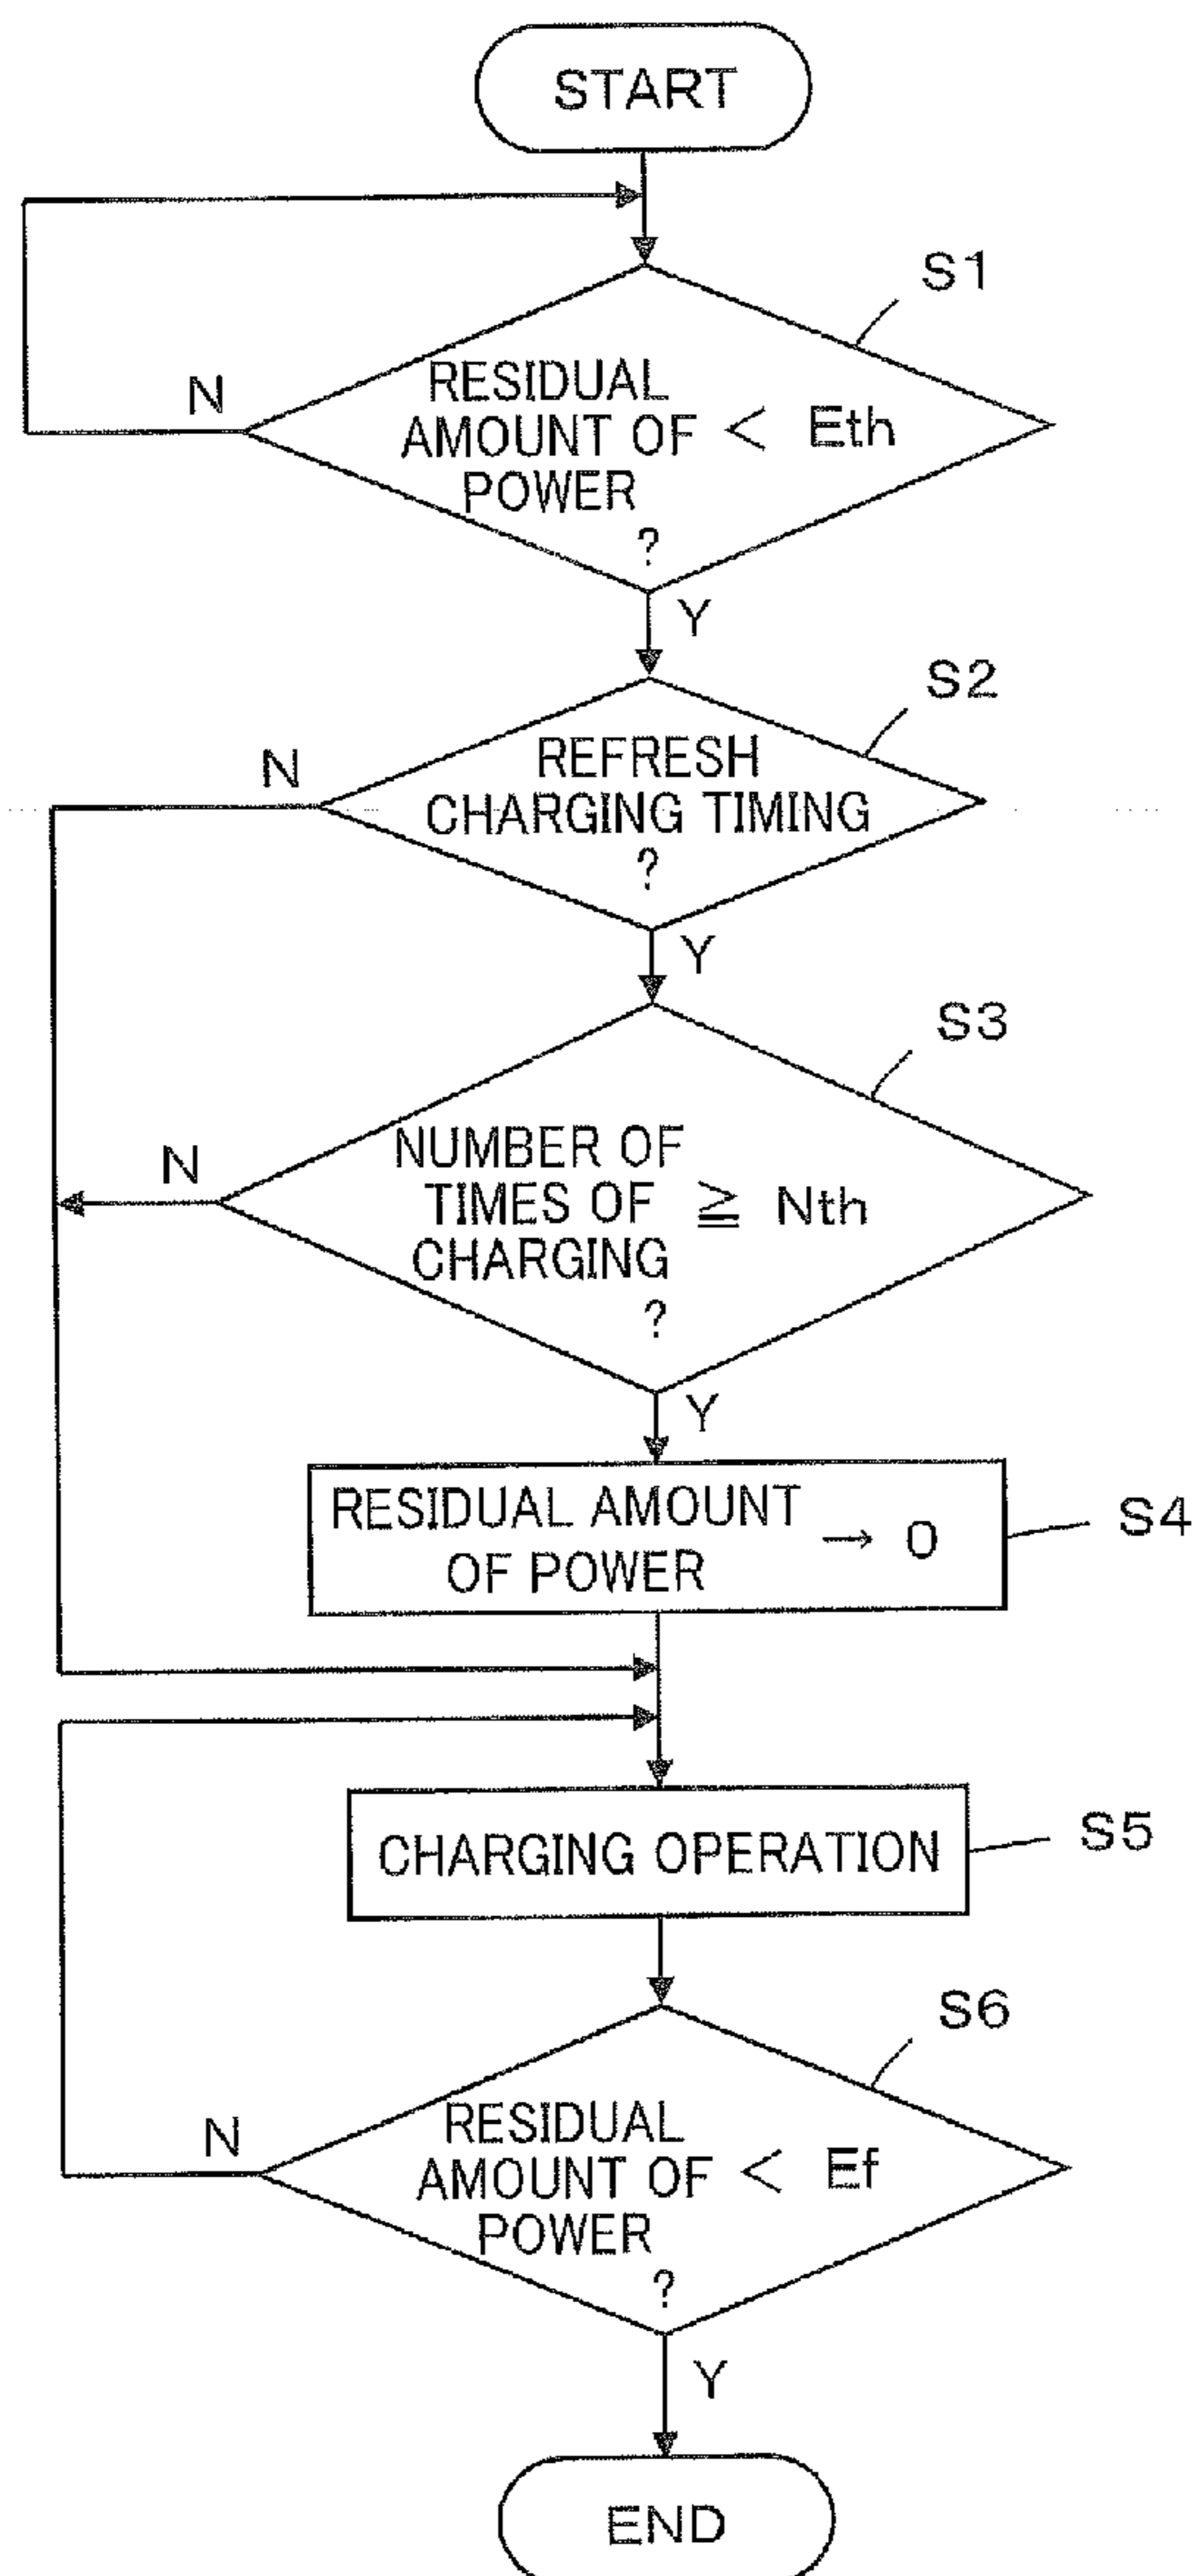 START
S1
N
RESIDUAL
AMOUNT OF < Eth
POWER
?
Y
S2
N
REFRESH
CHARGING TIMING
?
Y
S3
N
NUMBER OF
TIMES OF ≧ Nth
CHARGING
?
Y
RESIDUAL AMOUNT
OF POWER → 0
S4
CHARGING OPERATION
S5
S6
N
RESIDUAL
AMOUNT OF < Ef
POWER
?
Y
END